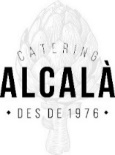 CATERING
ALCALÀ
• DES DE 1976 •